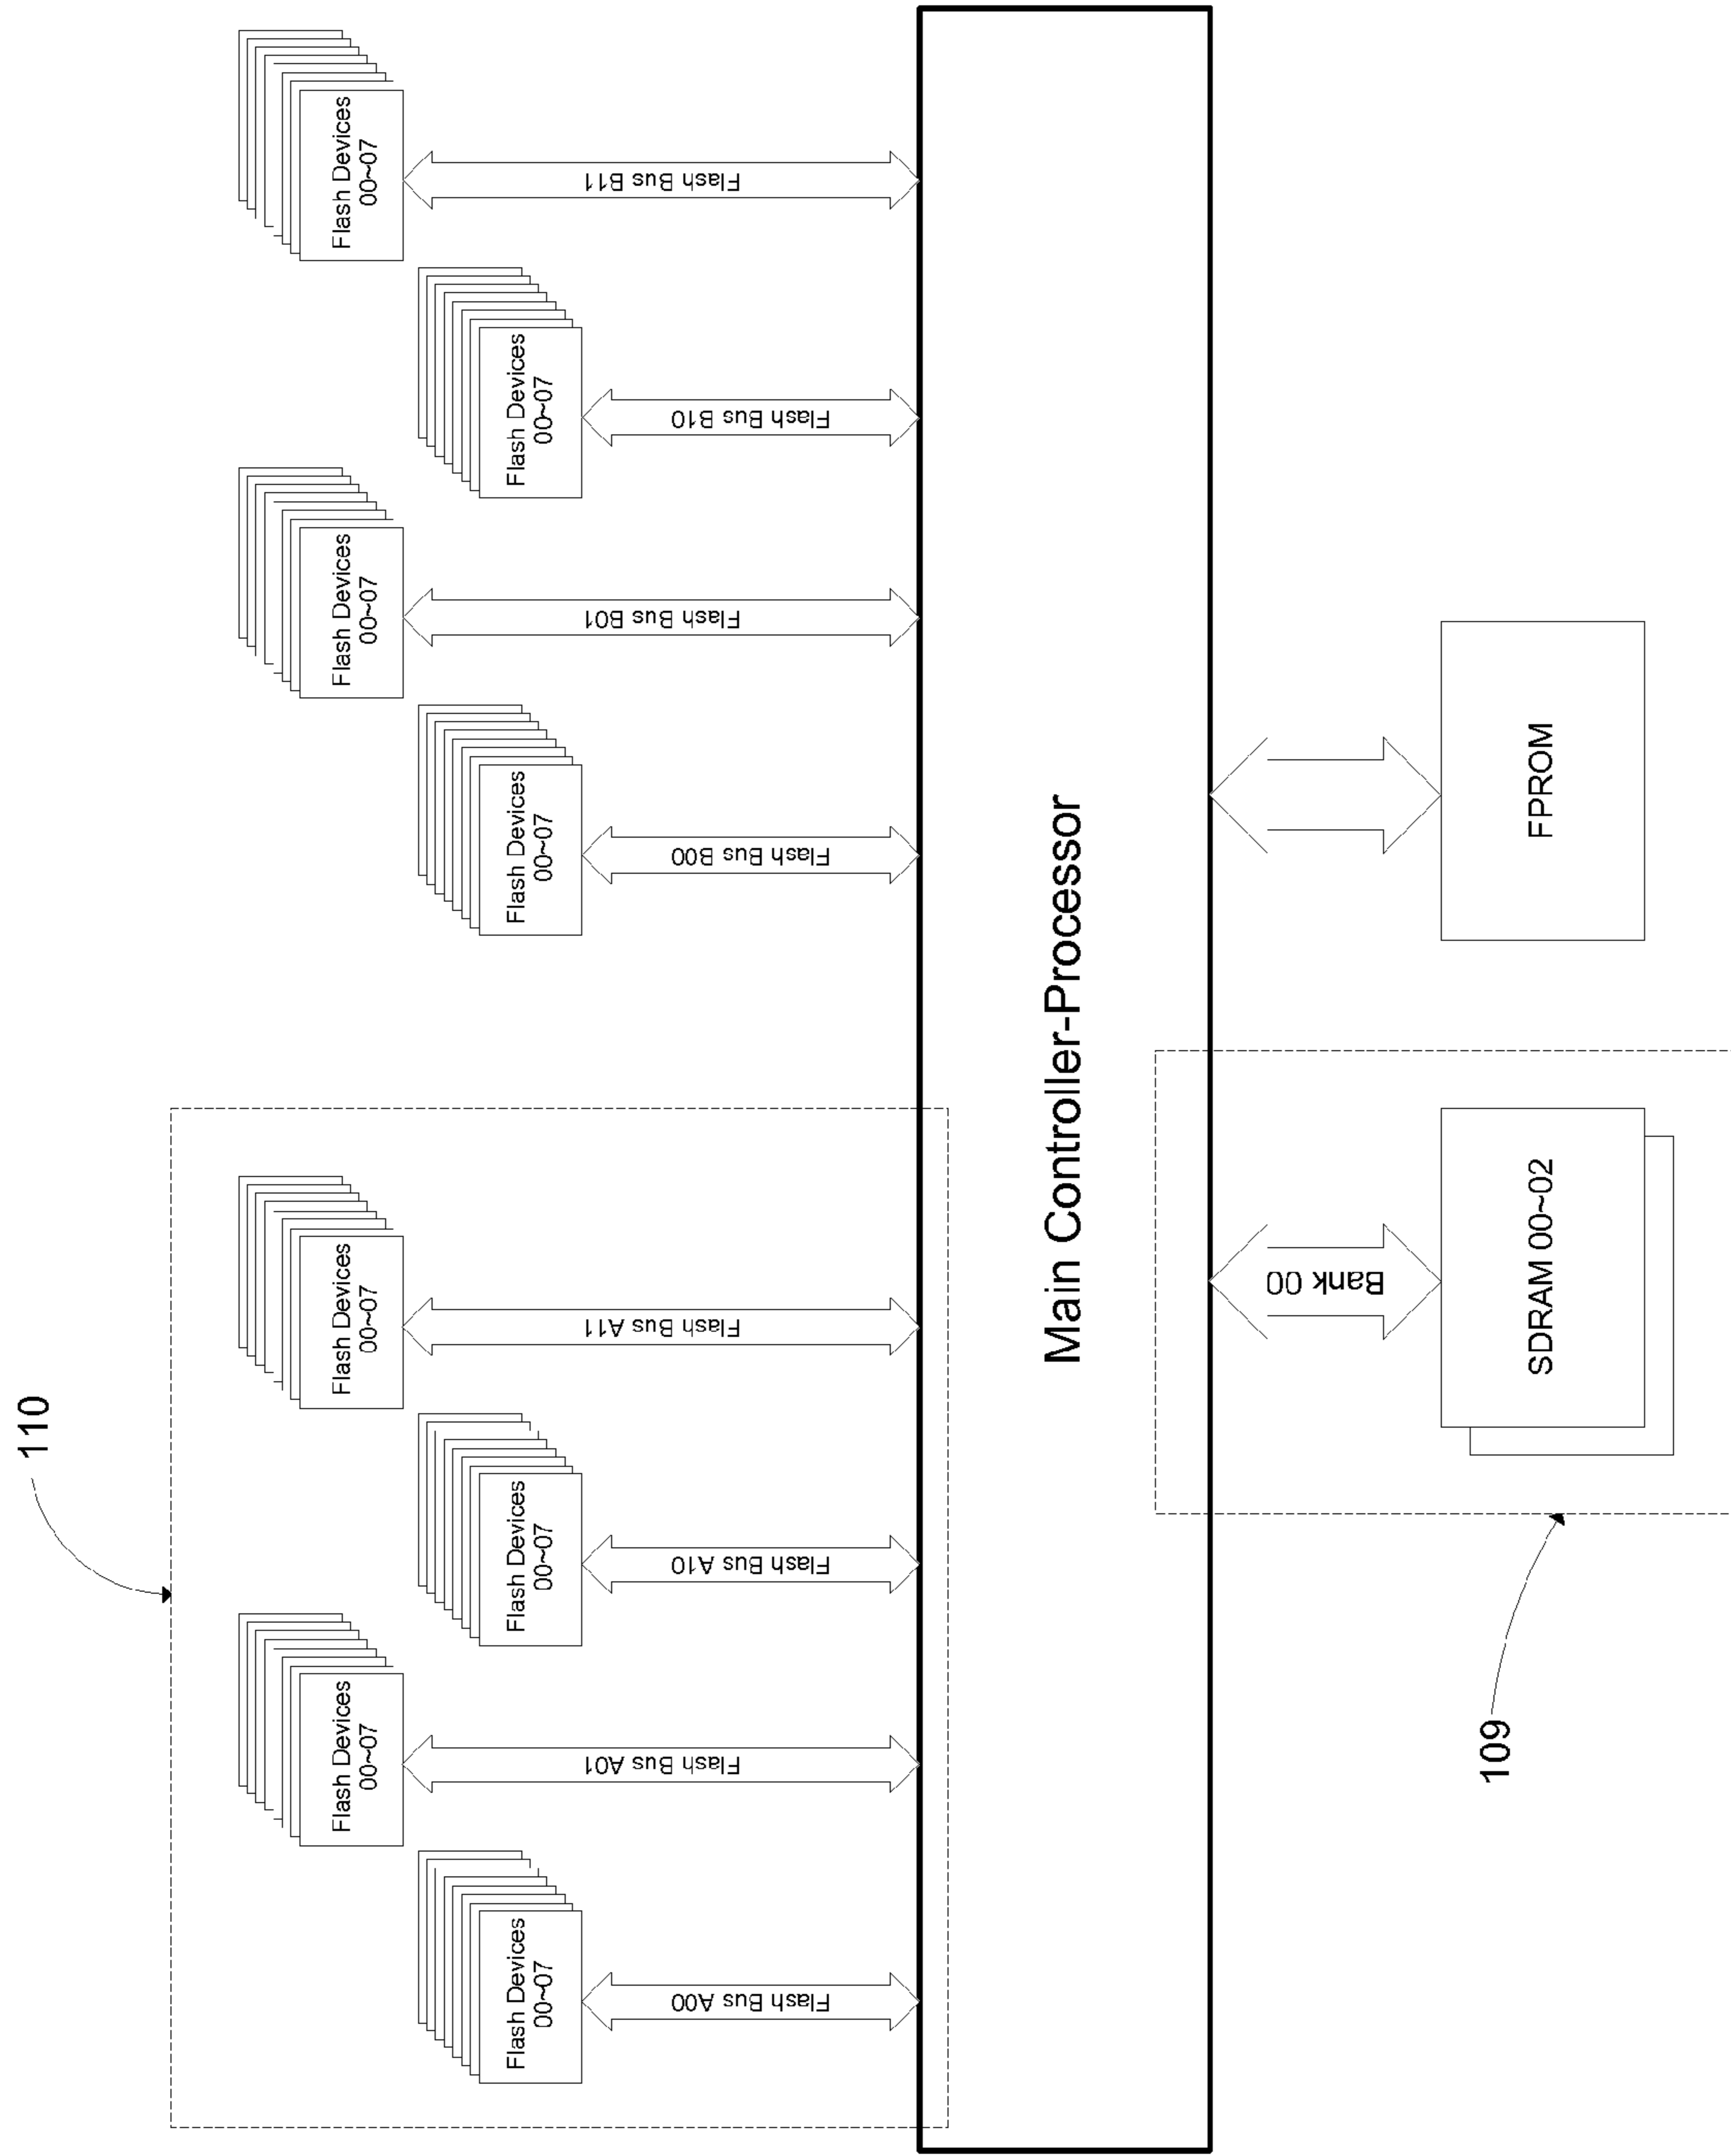 110
Flash Devices
00~07
Flash Devices
00~07
Flash Devices
00~07
Flash Devices
00~07
Flash Devices
00~07
Flash Devices
00~07
Flash Devices
00~07
Flash Devices
00~07
Flash Bus A00
Flash Bus A01
Flash Bus A10
Flash Bus A11
Flash Bus B00
Flash Bus B01
Flash Bus B10
Flash Bus B11
Main Controller-Processor
Bank 00
109
SDRAM 00~02
FPROM